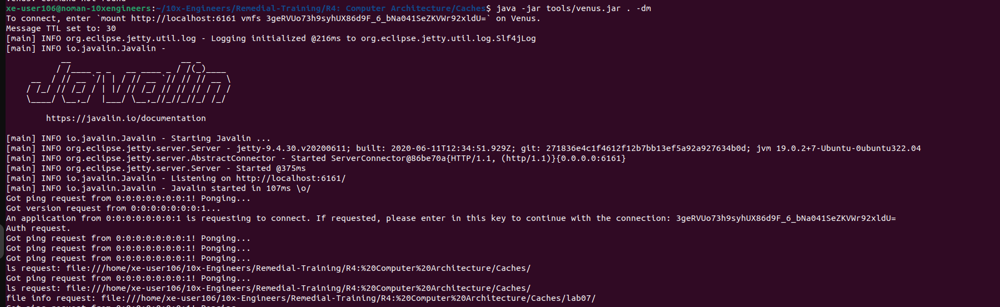 xe-user106@noman-10xengineers:~/10x-Engineers/Remedial-Training/R4: Computer Architecture/Caches$ java -jar tools/venus.jar . -dm
To connect, enter `mount http://localhost:6161 vmfs 3geRVUo73h9syhUX86d9F_6_bNa041SeZKVWr92xldU=` on Venus.
Message TTL set to: 30
[main] INFO org.eclipse.jetty.util.log - Logging initialized @216ms to org.eclipse.jetty.util.log.Slf4jLog
[main] INFO io.javalin.Javalin -
           __                      __ _
          / /____ _ _   __ ____ _ / /(_)____
     __  / // __ `/| | / // __ `// // // __ \
    / /_/ // /_/ / | |/ // /_/ // // // / / /
    \____/ \__,_/  |___/ \__,_//_//_//_/ /_/
        https://javalin.io/documentation
[main] INFO io.javalin.Javalin - Starting Javalin ...
[main] INFO org.eclipse.jetty.server.Server - jetty-9.4.30.v20200611; built: 2020-06-11T12:34:51.929Z; git: 271836e4c1f4612f12b7bb13ef5a92a927634b0d; jvm 19.0.2+7-Ubuntu-0ubuntu322.04
[main] INFO org.eclipse.jetty.server.AbstractConnector - Started ServerConnector@86be70a{HTTP/1.1, (http/1.1)}{0.0.0.0:6161}
[main] INFO org.eclipse.jetty.server.Server - Started @375ms
[main] INFO io.javalin.Javalin - Listening on http://localhost:6161/
[main] INFO io.javalin.Javalin - Javalin started in 107ms \o/
Got ping request from 0:0:0:0:0:0:0:1! Ponging...
Got version request from 0:0:0:0:0:0:0:1...
An application from 0:0:0:0:0:0:0:1 is requesting to connect. If requested, please enter in this key to continue with the connection: 3geRVUo73h9syhUX86d9F_6_bNa041SeZKVWr92xldU=
Auth request.
Got ping request from 0:0:0:0:0:0:0:1! Ponging...
Got ping request from 0:0:0:0:0:0:0:1! Ponging...
Got ping request from 0:0:0:0:0:0:0:1! Ponging...
ls request: file:///home/xe-user106/10x-Engineers/Remedial-Training/R4:%20Computer%20Architecture/Caches/
Got ping request from 0:0:0:0:0:0:0:1! Ponging...
ls request: file:///home/xe-user106/10x-Engineers/Remedial-Training/R4:%20Computer%20Architecture/Caches/
file info request: file:///home/xe-user106/10x-Engineers/Remedial-Training/R4:%20Computer%20Architecture/Caches/lab07/